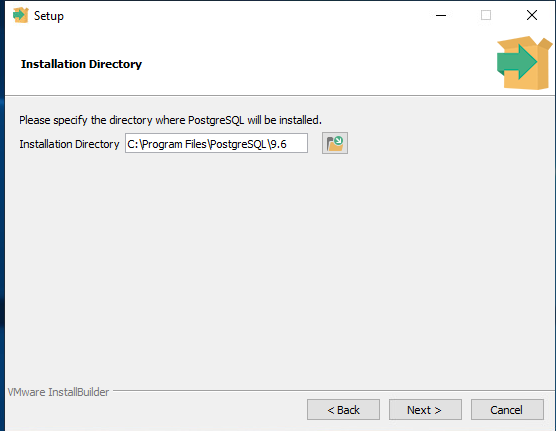 Setup
Installation Directory
Please specify the directory where PostgreSQL will be installed.
Installation Directory C:\Program Files\PostgreSQL\9.6
VMware InstallBuilder
< Back Next > Cancel